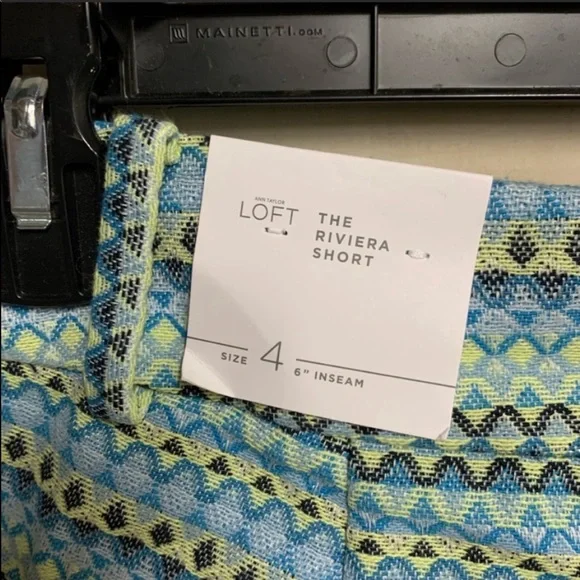 MAINETTI.COM
ANN TAYLOR
LOFT
THE
RIVIERA
SHORT
SIZE 4
6" INSEAM